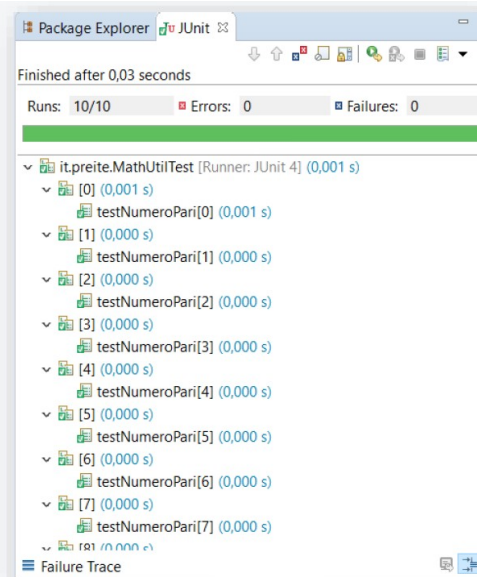 Package Explorer JUnit
Finished after 0,03 seconds
Runs: 10/10 Errors: 0 Failures: 0
it.preite.MathUtilTest [Runner: JUnit 4] (0,001 s)
[0] (0,001 s)
testNumeroPari[0] (0,001 s)
[1] (0,000 s)
testNumeroPari[1] (0,000 s)
[2] (0,000 s)
testNumeroPari[2] (0,000 s)
[3] (0,000 s)
testNumeroPari[3] (0,000 s)
[4] (0,000 s)
testNumeroPari[4] (0,000 s)
[5] (0,000 s)
testNumeroPari[5] (0,000 s)
[6] (0,000 s)
testNumeroPari[6] (0,000 s)
[7] (0,000 s)
testNumeroPari[7] (0,000 s)
[8] (0,000 s)
Failure Trace